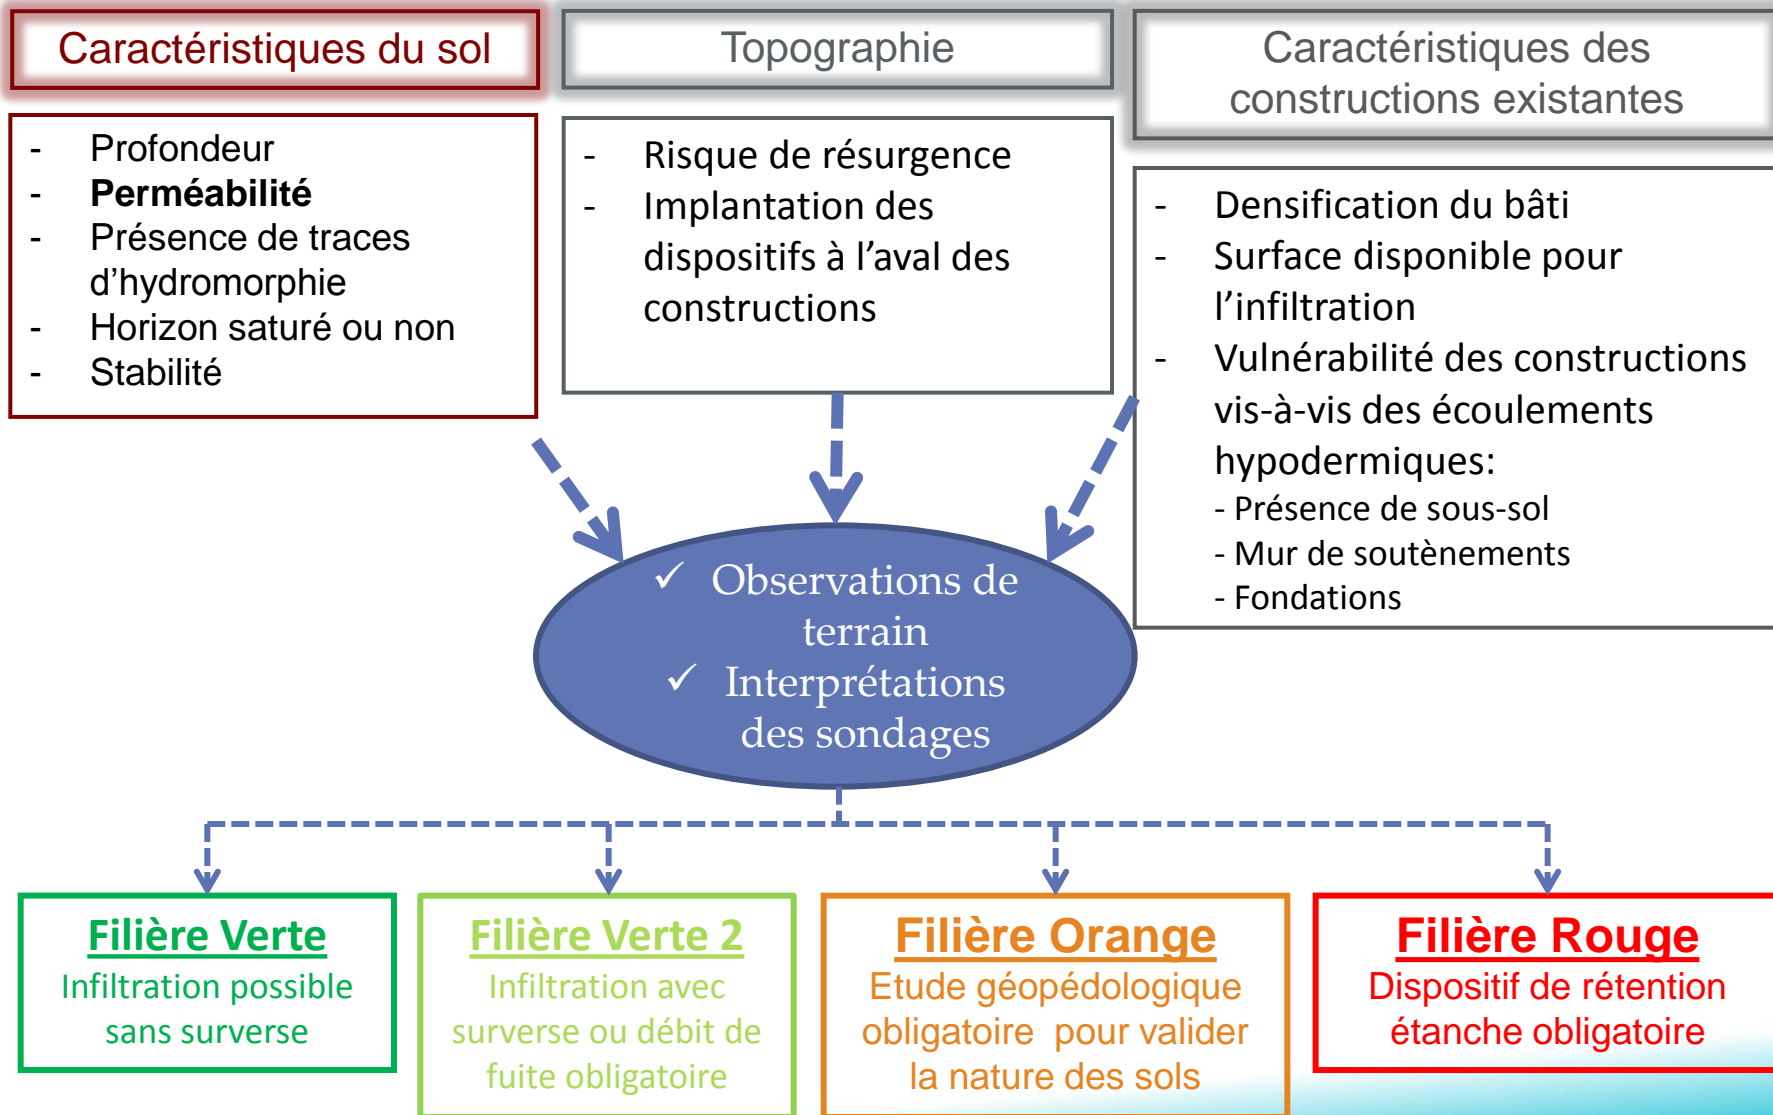 Caractéristiques du sol
- Profondeur
- Perméabilité
- Présence de traces
d'hydromorphie
- Horizon saturé ou non
- Stabilité
Topographie
- Risque de résurgence
- Implantation des
dispositifs à l'aval des
constructions
Caractéristiques des
constructions existantes
- Densification du bâti
- Surface disponible pour
l'infiltration
- Vulnérabilité des constructions
vis-à-vis des écoulements
hypodermiques:
- Présence de sous-sol
- Mur de soutènements
- Fondations
✓ Observations de
terrain
✓ Interprétations
des sondages
Filière Verte
Infiltration possible
sans surverse
Filière Verte 2
Infiltration avec
surverse ou débit de
fuite obligatoire
Filière Orange
Etude géopédologique
obligatoire pour valider
la nature des sols
Filière Rouge
Dispositif de rétention
étanche obligatoire